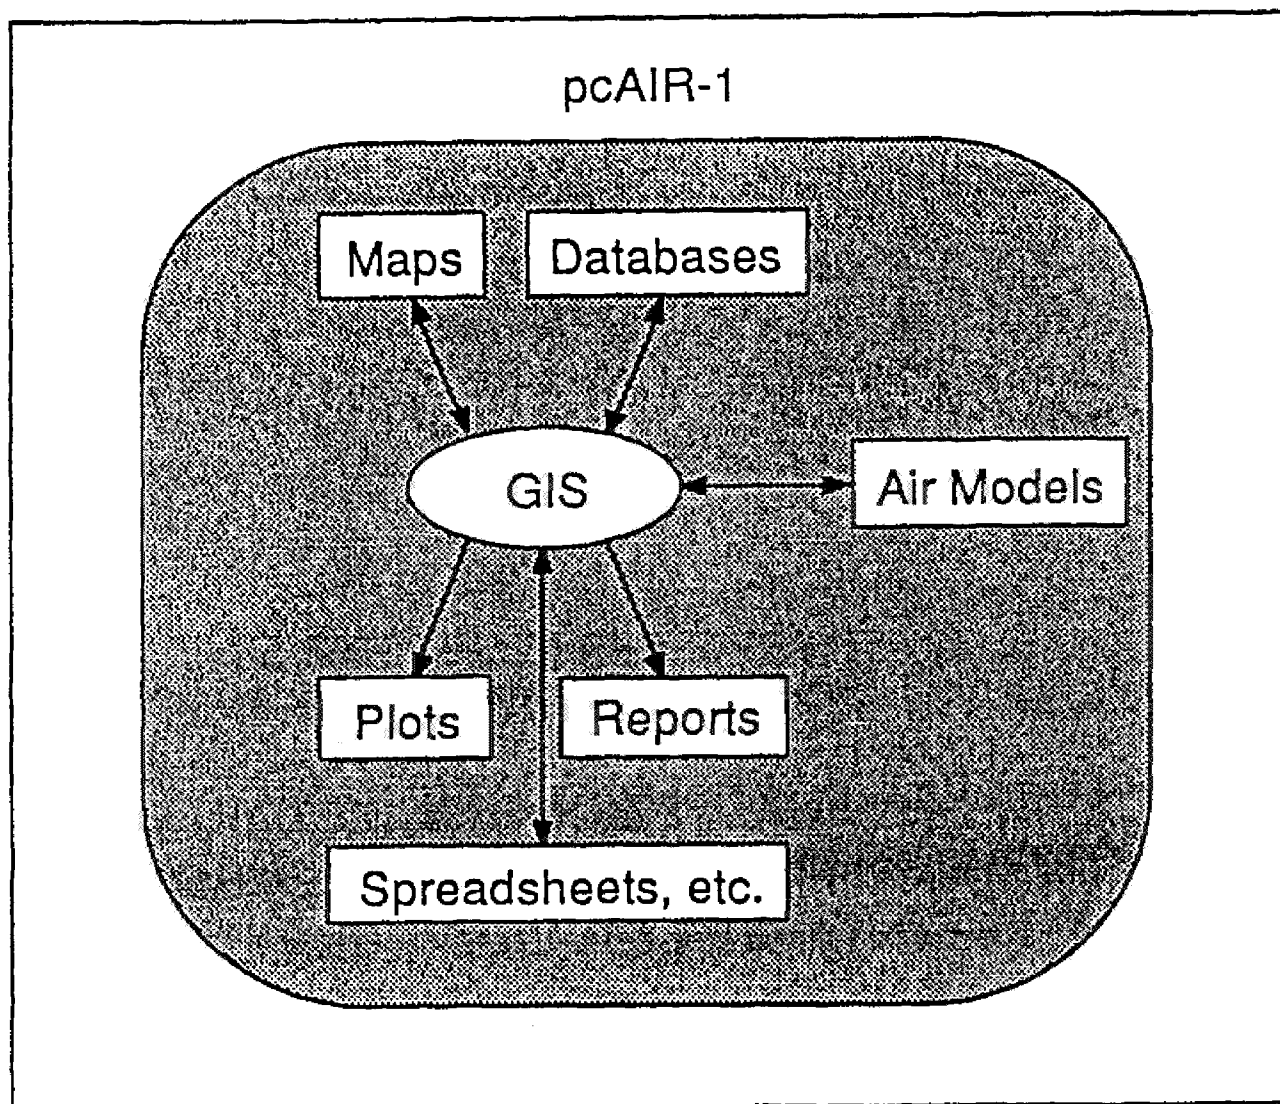 pcAIR-1
Maps
Databases
GIS
Air Models
Plots
Reports
Spreadsheets, etc.